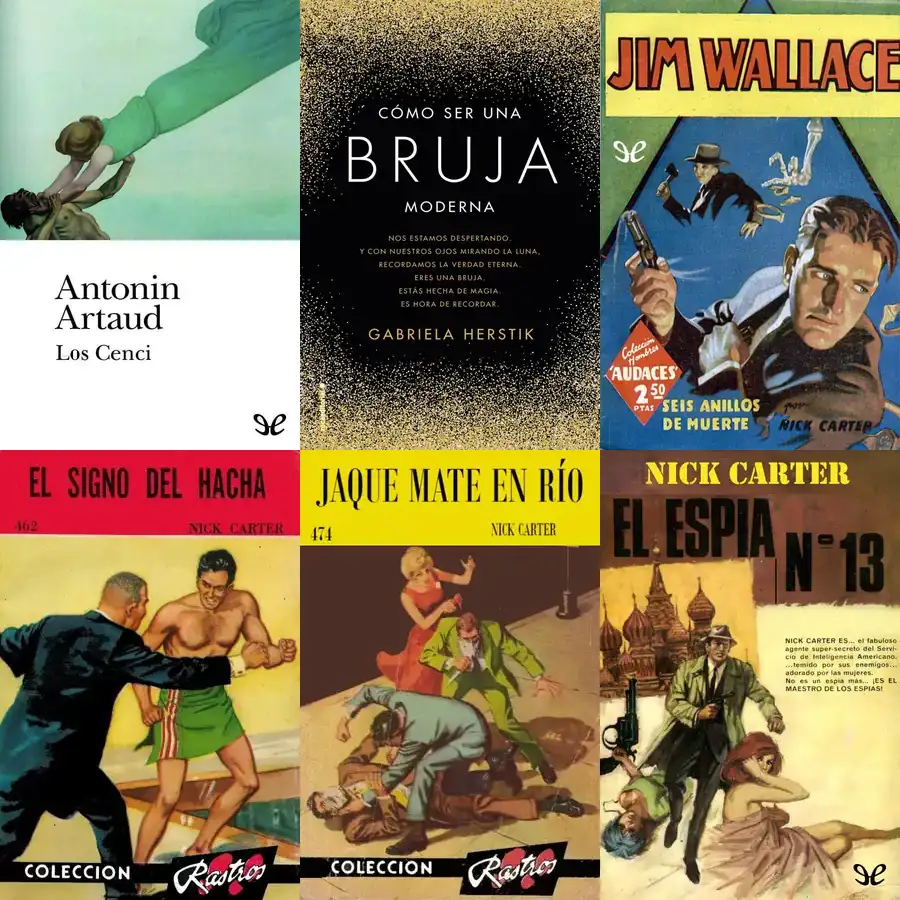 Antonin
Artaud
Los Cenci
CÓMO SER UNA
BRUJA
MODERNA
NOS ESTAMOS DESPERTANDO.
Y CON NUESTROS OJOS MIRANDO LA LUNA,
RECORDAMOS LA VERDAD ETERNA.
ERES UNA BRUJA,
ESTÁS HECHA DE MAGIA.
ES HORA DE RECORDAR.
GABRIELA HERSTIK
JIM WALLACE
Colección
Hombres
"AUDACES"
2 50
PTAS
SEIS ANILLOS
DE MUERTE
por
NICK CARTER
EL SIGNO DEL HACHA
462 NICK CARTER
COLECCION Rastros
JAQUE MATE EN RÍO
474 NICK CARTER
COLECCION Rastros
NICK CARTER
EL ESPIA
Nº 13
NICK CARTER ES... el fabuloso
agente super-secreto del Servi-
cio de Inteligencia Americano.
...temido por sus enemigos...
adorado por las mujeres.
No es un espía más... ¡ES EL
MAESTRO DE LOS ESPIAS!